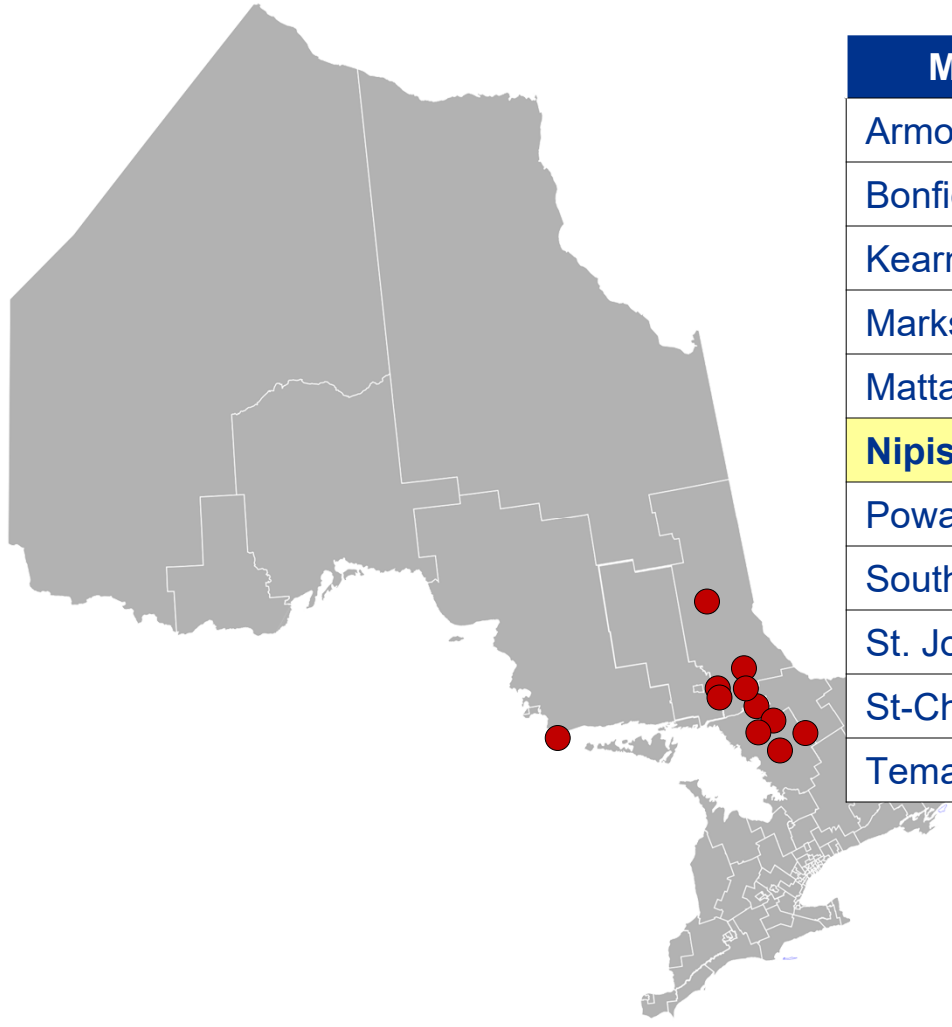 M
Armo
Bonfi
Kearn
Marks
Matta
Nipis
Powa
South
St. Jo
St-Ch
Tema